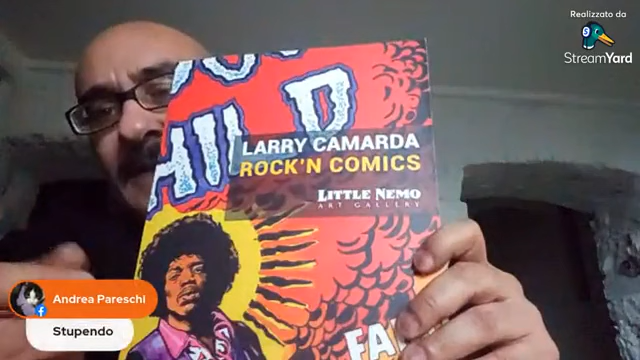 Realizzato da
StreamYard
LARRY CAMARDA
ROCK'N COMICS
LITTLE NEMO
ART GALLERY
Andrea Pareschi
Stupendo